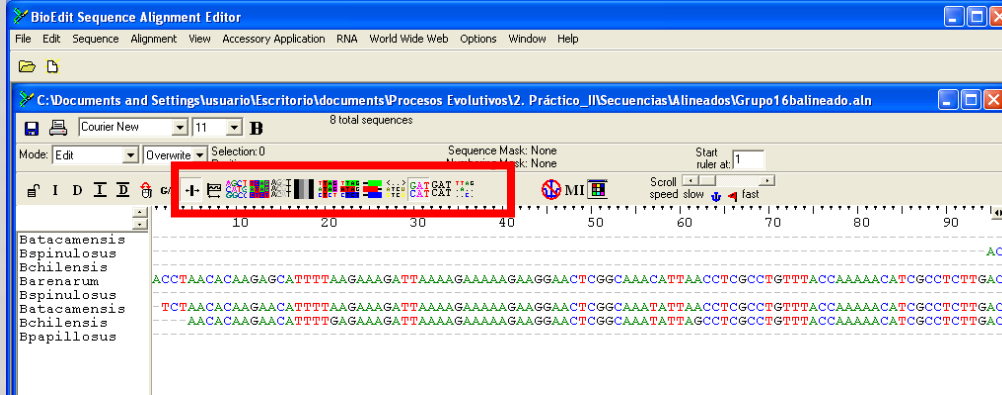 BioEdit Sequence Alignment Editor
File Edit Sequence Alignment View Accessory Application RNA World Wide Web Options Window Help
C:\Documents and Settings\usuario\Escritorio\documents\Procesos Evolutivos\2. Práctico_II\Secuencias\Alineados\Grupo16balineado.aln
Courier New 11 B 8 total sequences
Mode: Edit Overwrite Selection: 0 Sequence Mask: None Start
Mask: None ruler at: 1
I D I D GAT GAT MI Scroll
CAT CAT speed slow fast
10 20 30 40 50 60 70 80 90
Batacamensis
Bspinulosus AC
Bchilensis
Barenarum ACCTAACACAAGAGCATTTTAAGAAAGATTAAAAGAAAAAGAAGGAACTCGGCAAACATTAACCTCGCCTGTTTACCAAAAACATCGCCTCTTGAC
Bspinulosus
Batacamensis -TCTAACACAAGAACATTTTAAGAAAGATTAAAAGAAAAAGAAGGAACTCGGCAAATATTAACCTCGCCTGTTTACCAAAAACATCGCCTCTTGAC
Bchilensis AACACAAGAACATTTTGAGAAAGATTAAAAGAAAAAGAAGGAACTCGGCAAATATTAGCCTCGCCTGTTTACCAAAAACATCGCCTCTTGAC
Bpapillosus